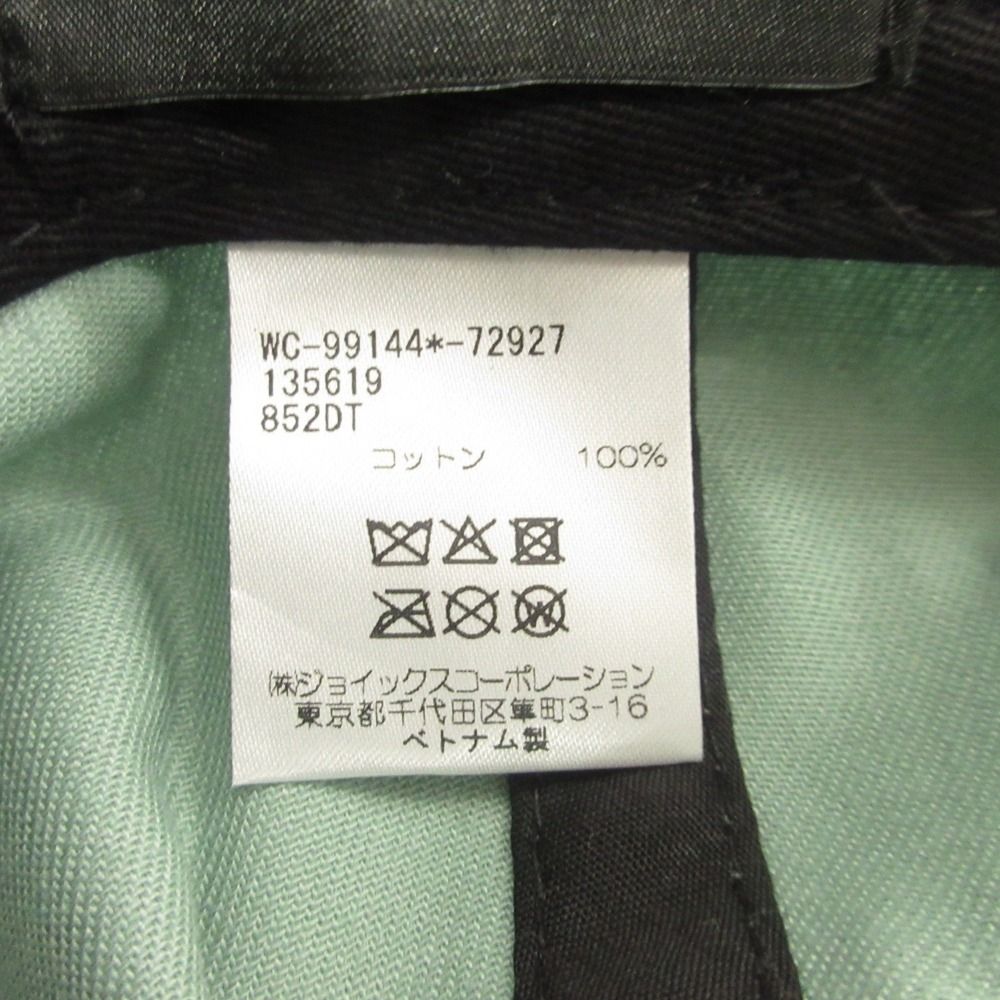 WC-99144*-72927
135619
852DT
コットン 100%
㈱ジョイックスコーポレーション
東京都千代田区隼町3-16
ベトナム製